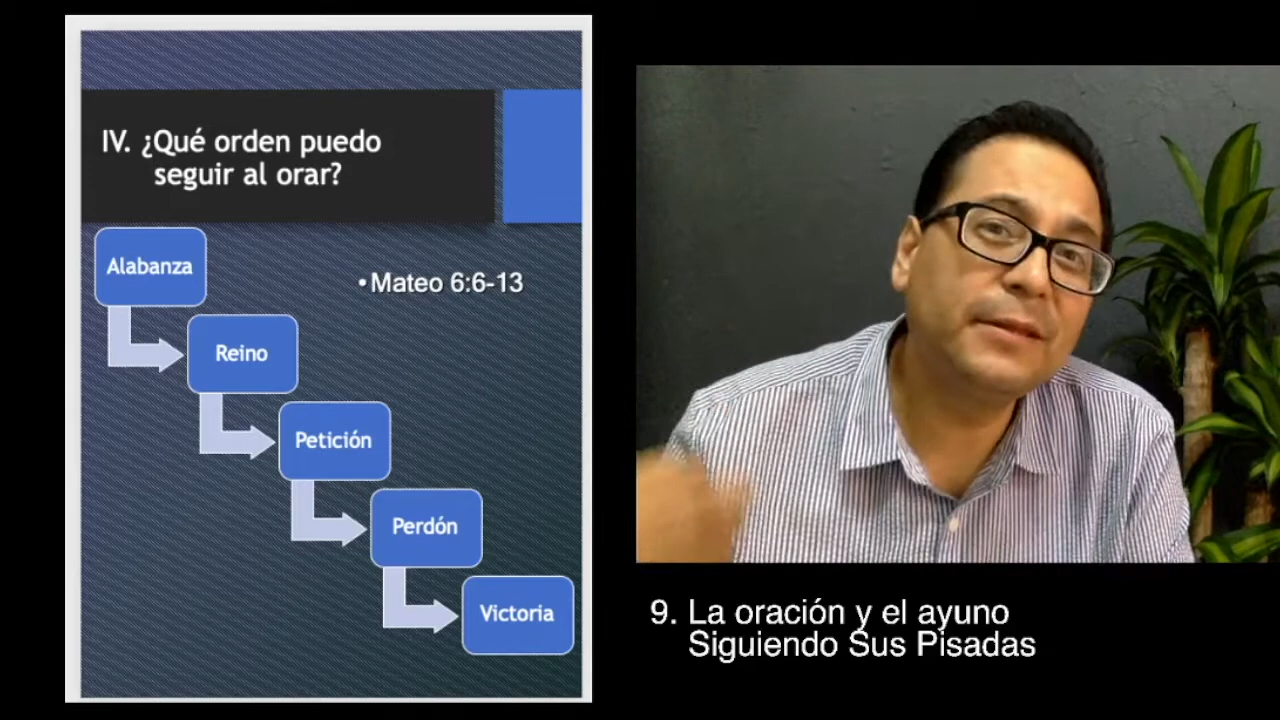 IV. ¿Qué orden puedo
seguir al orar?
Alabanza
• Mateo 6:6-13
Reino
Petición
Perdón
Victoria
9. La oración y el ayuno
Siguiendo Sus Pisadas